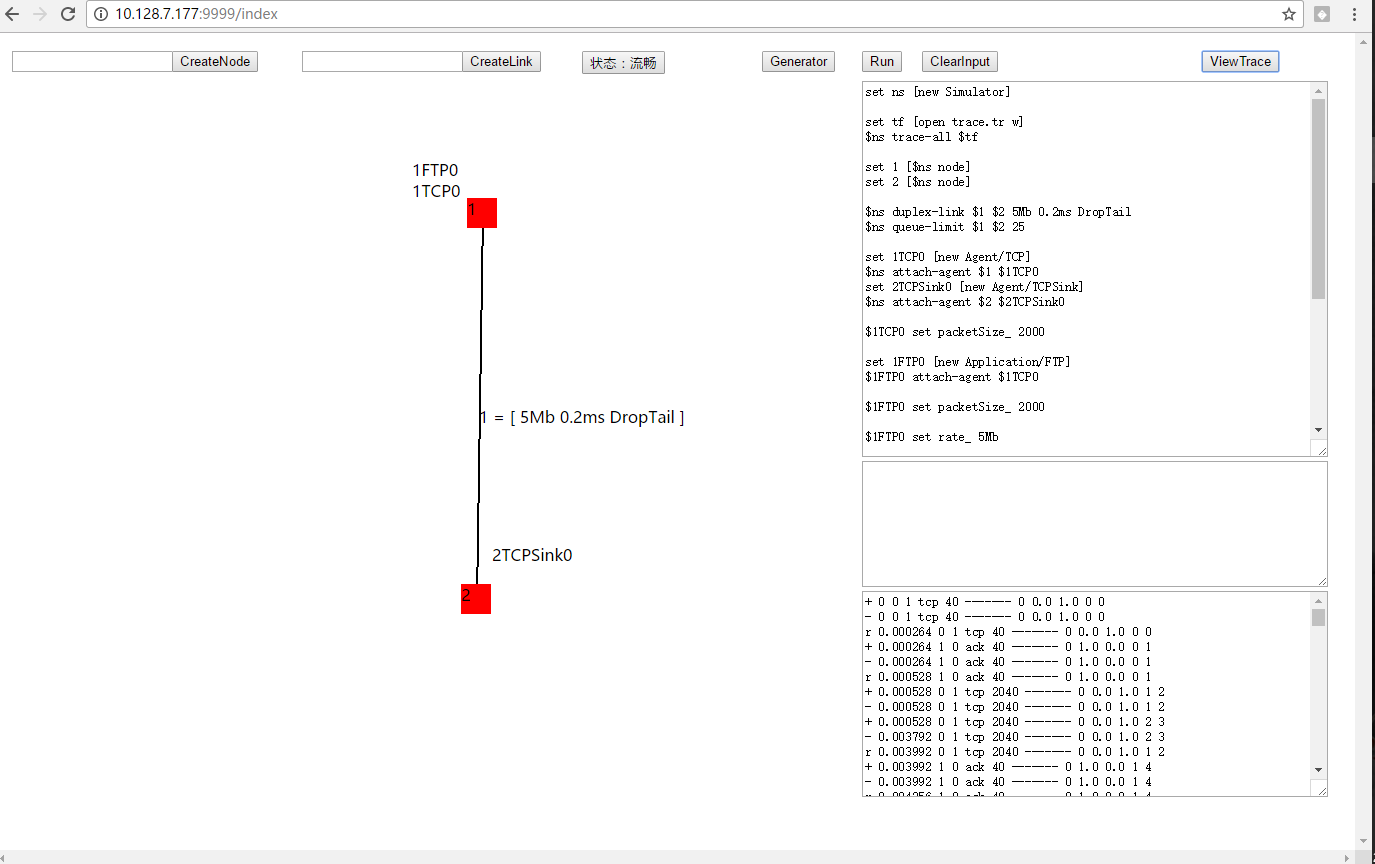 10.128.7.177:9999/index
CreateNode
CreateLink
状态：流畅
Generator
Run
ClearInput
ViewTrace
1FTP0
1TCP0
1
1 = [ 5Mb 0.2ms DropTail ]
2TCPSink0
2
set ns [new Simulator]
set tf [open trace.tr w]
$ns trace-all $tf
set 1 [$ns node]
set 2 [$ns node]
$ns duplex-link $1 $2 5Mb 0.2ms DropTail
$ns queue-limit $1 $2 25
set 1TCP0 [new Agent/TCP]
$ns attach-agent $1 $1TCP0
set 2TCPSink0 [new Agent/TCPSink]
$ns attach-agent $2 $2TCPSink0
$1TCP0 set packetSize_ 2000
set 1FTP0 [new Application/FTP]
$1FTP0 attach-agent $1TCP0
$1FTP0 set packetSize_ 2000
$1FTP0 set rate_ 5Mb
+ 0 0 1 tcp 40 ------- 0 0.0 1.0 0 0
- 0 0 1 tcp 40 ------- 0 0.0 1.0 0 0
r 0.000264 0 1 tcp 40 ------- 0 0.0 1.0 0 0
+ 0.000264 1 0 ack 40 ------- 0 1.0 0.0 0 1
- 0.000264 1 0 ack 40 ------- 0 1.0 0.0 0 1
r 0.000528 1 0 ack 40 ------- 0 1.0 0.0 0 1
+ 0.000528 0 1 tcp 2040 ------- 0 0.0 1.0 1 2
- 0.000528 0 1 tcp 2040 ------- 0 0.0 1.0 1 2
+ 0.000528 0 1 tcp 2040 ------- 0 0.0 1.0 2 3
- 0.003792 0 1 tcp 2040 ------- 0 0.0 1.0 2 3
r 0.003992 0 1 tcp 2040 ------- 0 0.0 1.0 1 2
+ 0.003992 1 0 ack 40 ------- 0 1.0 0.0 1 4
- 0.003992 1 0 ack 40 ------- 0 1.0 0.0 1 4
r 0.004256 1 0 ack 40 ------- 0 1.0 0.0 1 4